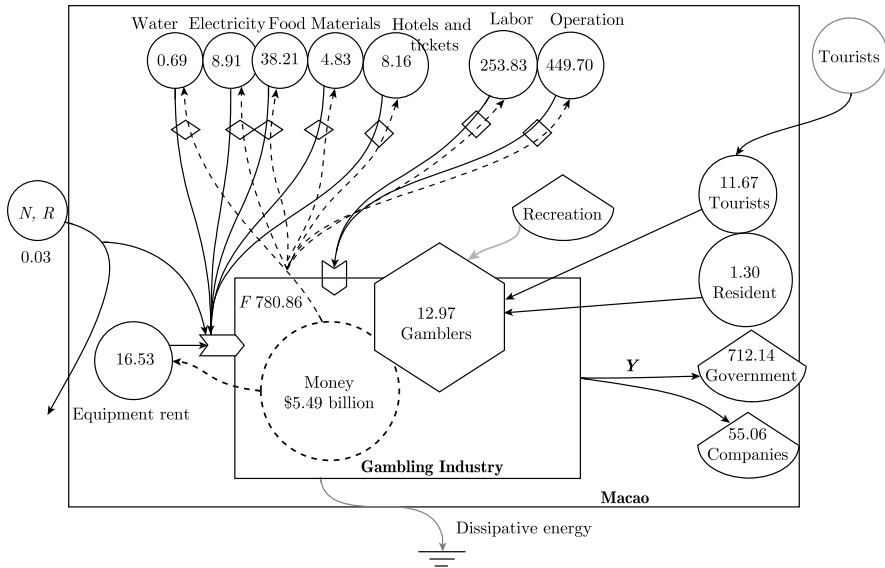 Water
Electricity
Food
Materials
Hotels and
tickets
Labor
Operation
0.69
8.91
38.21
4.83
8.16
253.83
449.70
Tourists
N, R
0.03
11.67
Tourists
Recreation
1.30
Resident
F 780.86
12.97
Gamblers
16.53
Equipment rent
Money
$5.49 billion
Y
712.14
Government
55.06
Companies
Gambling Industry
Macao
Dissipative energy